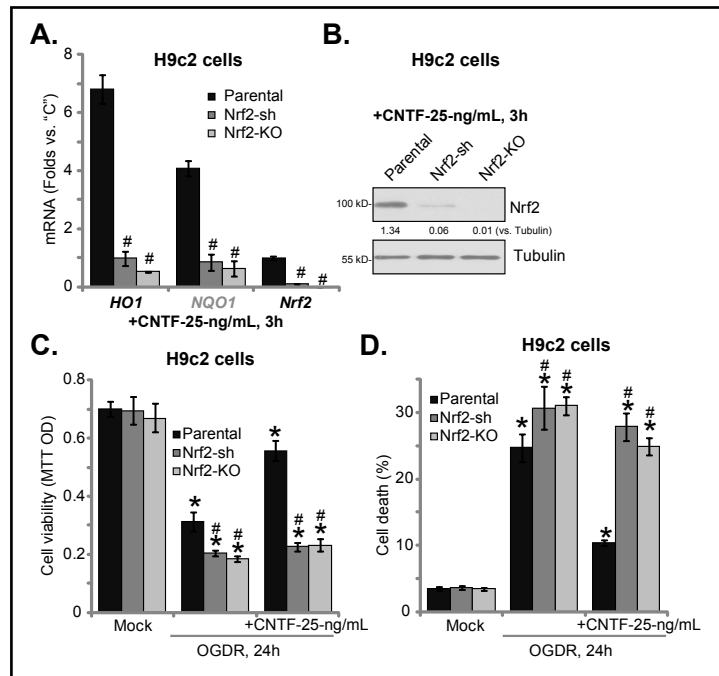 A.
H9c2 cells
mRNA (Folds vs. “C”)
8
6
4
2
0
Parental
Nrf2-sh
Nrf2-KO
# # # # # #
HO1 NQO1 Nrf2
+CNTF-25-ng/mL, 3h
B.
H9c2 cells
+CNTF-25-ng/mL, 3h
Parental Nrf2-sh Nrf2-KO
100 kD- Nrf2
1.34 0.06 0.01 (vs. Tubulin)
55 kD- Tubulin
C.
H9c2 cells
Cell viability (MTT OD)
0.8
0.6
0.4
0.2
0
Parental
Nrf2-sh
Nrf2-KO
# # # #
* * * * * *
Mock +CNTF-25-ng/mL
OGDR, 24h
D.
H9c2 cells
Cell death (%)
30
20
10
0
Parental
Nrf2-sh
Nrf2-KO
# # # #
* * * * * *
Mock +CNTF-25-ng/mL
OGDR, 24h